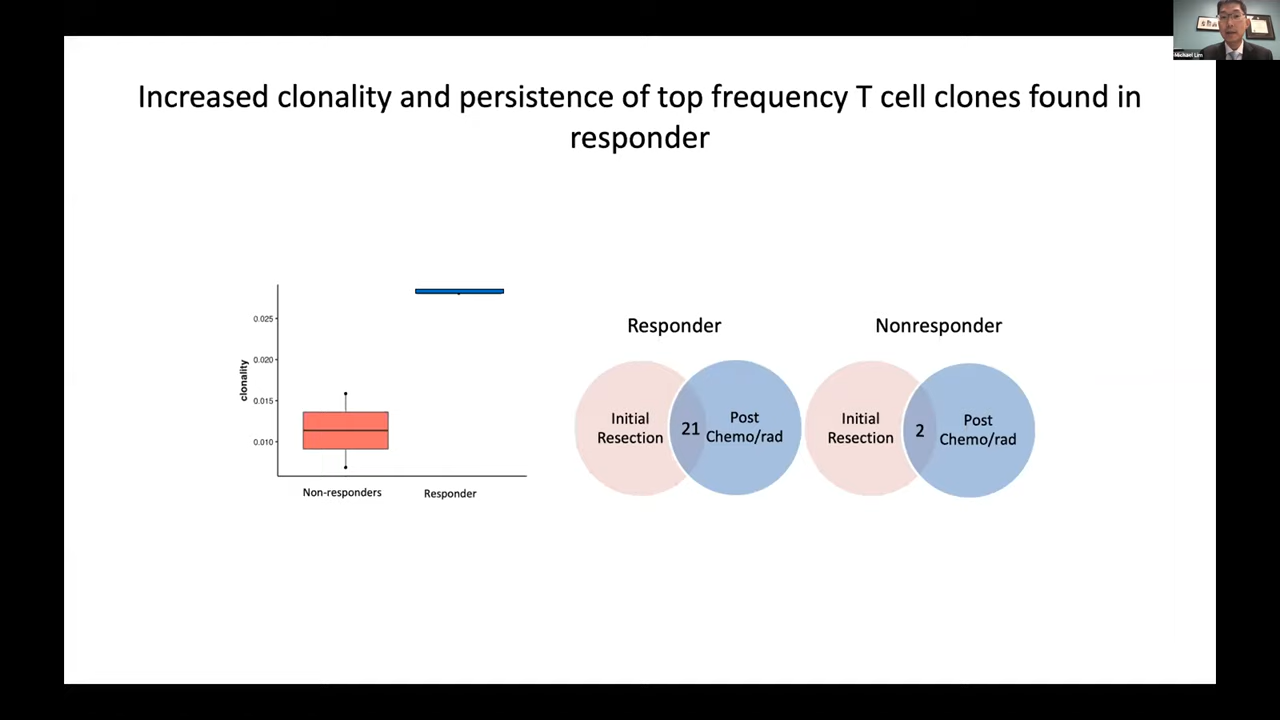 Michael Lim
Increased clonality and persistence of top frequency T cell clones found in
responder
clonality
0.025
0.020
0.015
0.010
Non-responders
Responder
Responder
Initial
Resection
21
Post
Chemo/rad
Nonresponder
Initial
Resection
2
Post
Chemo/rad